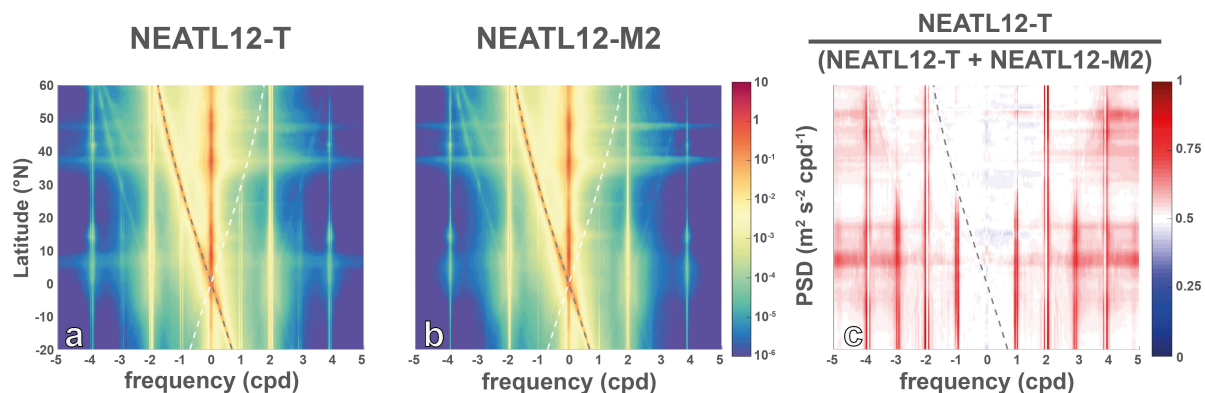 NEATL12-T
NEATL12-M2
NEATL12-T
(NEATL12-T + NEATL12-M2)
Latitude (°N)
60
50
40
30
20
10
0
-10
-20
a
-5 -4 -3 -2 -1 0 1 2 3 4 5
frequency (cpd)
b
-5 -4 -3 -2 -1 0 1 2 3 4 5
frequency (cpd)
10
1
10-1
10-2
10-3
10-4
10-5
10-6
PSD (m2 s-2 cpd-1)
c
-5 -4 -3 -2 -1 0 1 2 3 4 5
frequency (cpd)
1
0.75
0.5
0.25
0